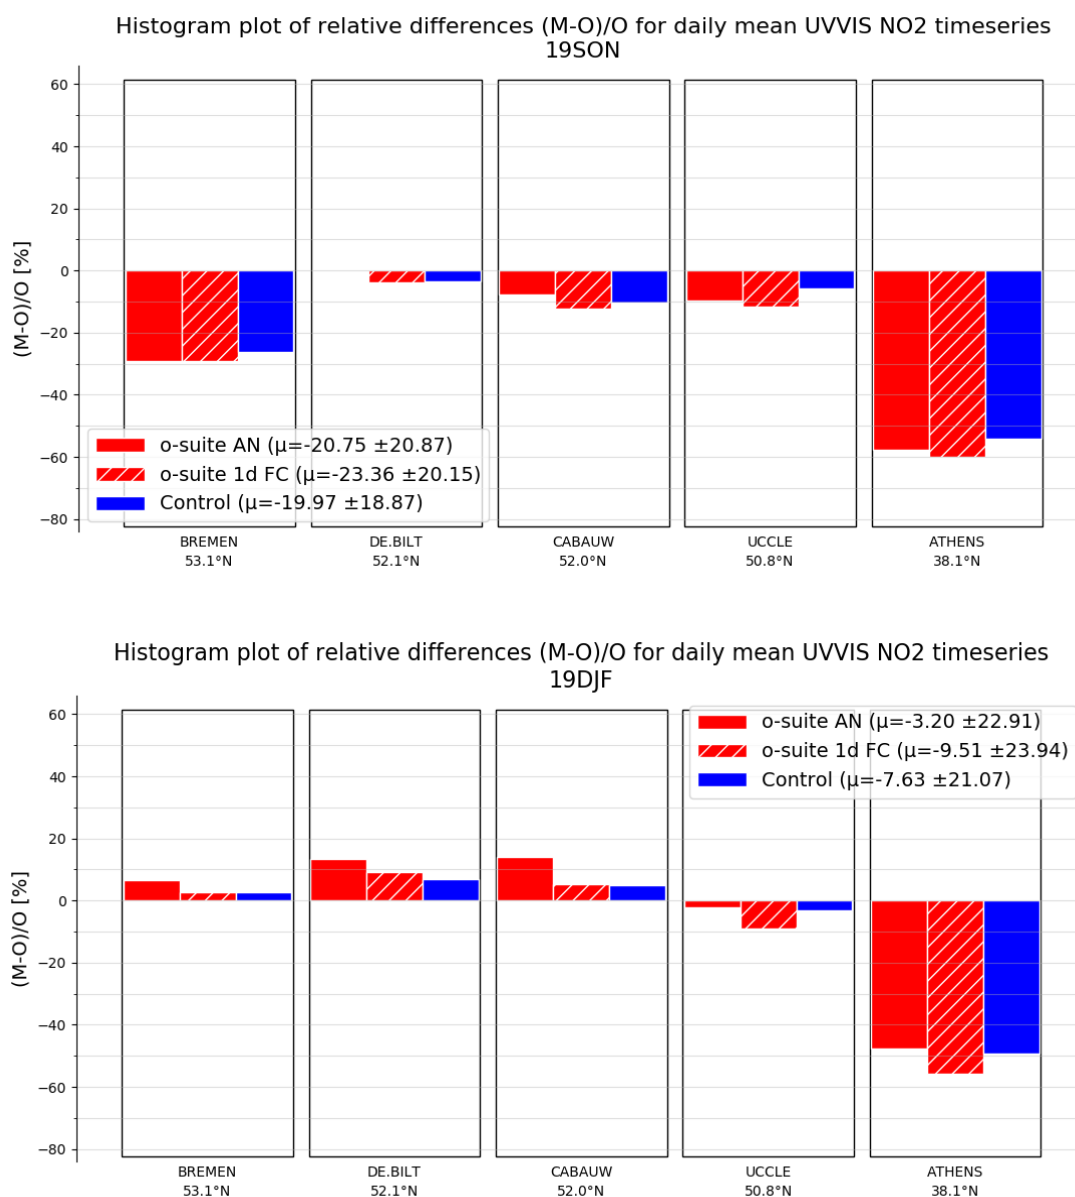 Histogram plot of relative differences (M-O)/O for daily mean UVVIS NO2 timeseries
19SON
60
40
20
0
−20
−40
−60
−80
(M-O)/O [%]
o-suite AN (μ=-20.75 ±20.87)
o-suite 1d FC (μ=-23.36 ±20.15)
Control (μ=-19.97 ±18.87)
BREMEN DE.BILT CABAUW UCCLE ATHENS
53.1°N 52.1°N 52.0°N 50.8°N 38.1°N
Histogram plot of relative differences (M-O)/O for daily mean UVVIS NO2 timeseries
19DJF
60
40
20
0
−20
−40
−60
−80
(M-O)/O [%]
o-suite AN (μ=-3.20 ±22.91)
o-suite 1d FC (μ=-9.51 ±23.94)
Control (μ=-7.63 ±21.07)
BREMEN DE.BILT CABAUW UCCLE ATHENS
53.1°N 52.1°N 52.0°N 50.8°N 38.1°N